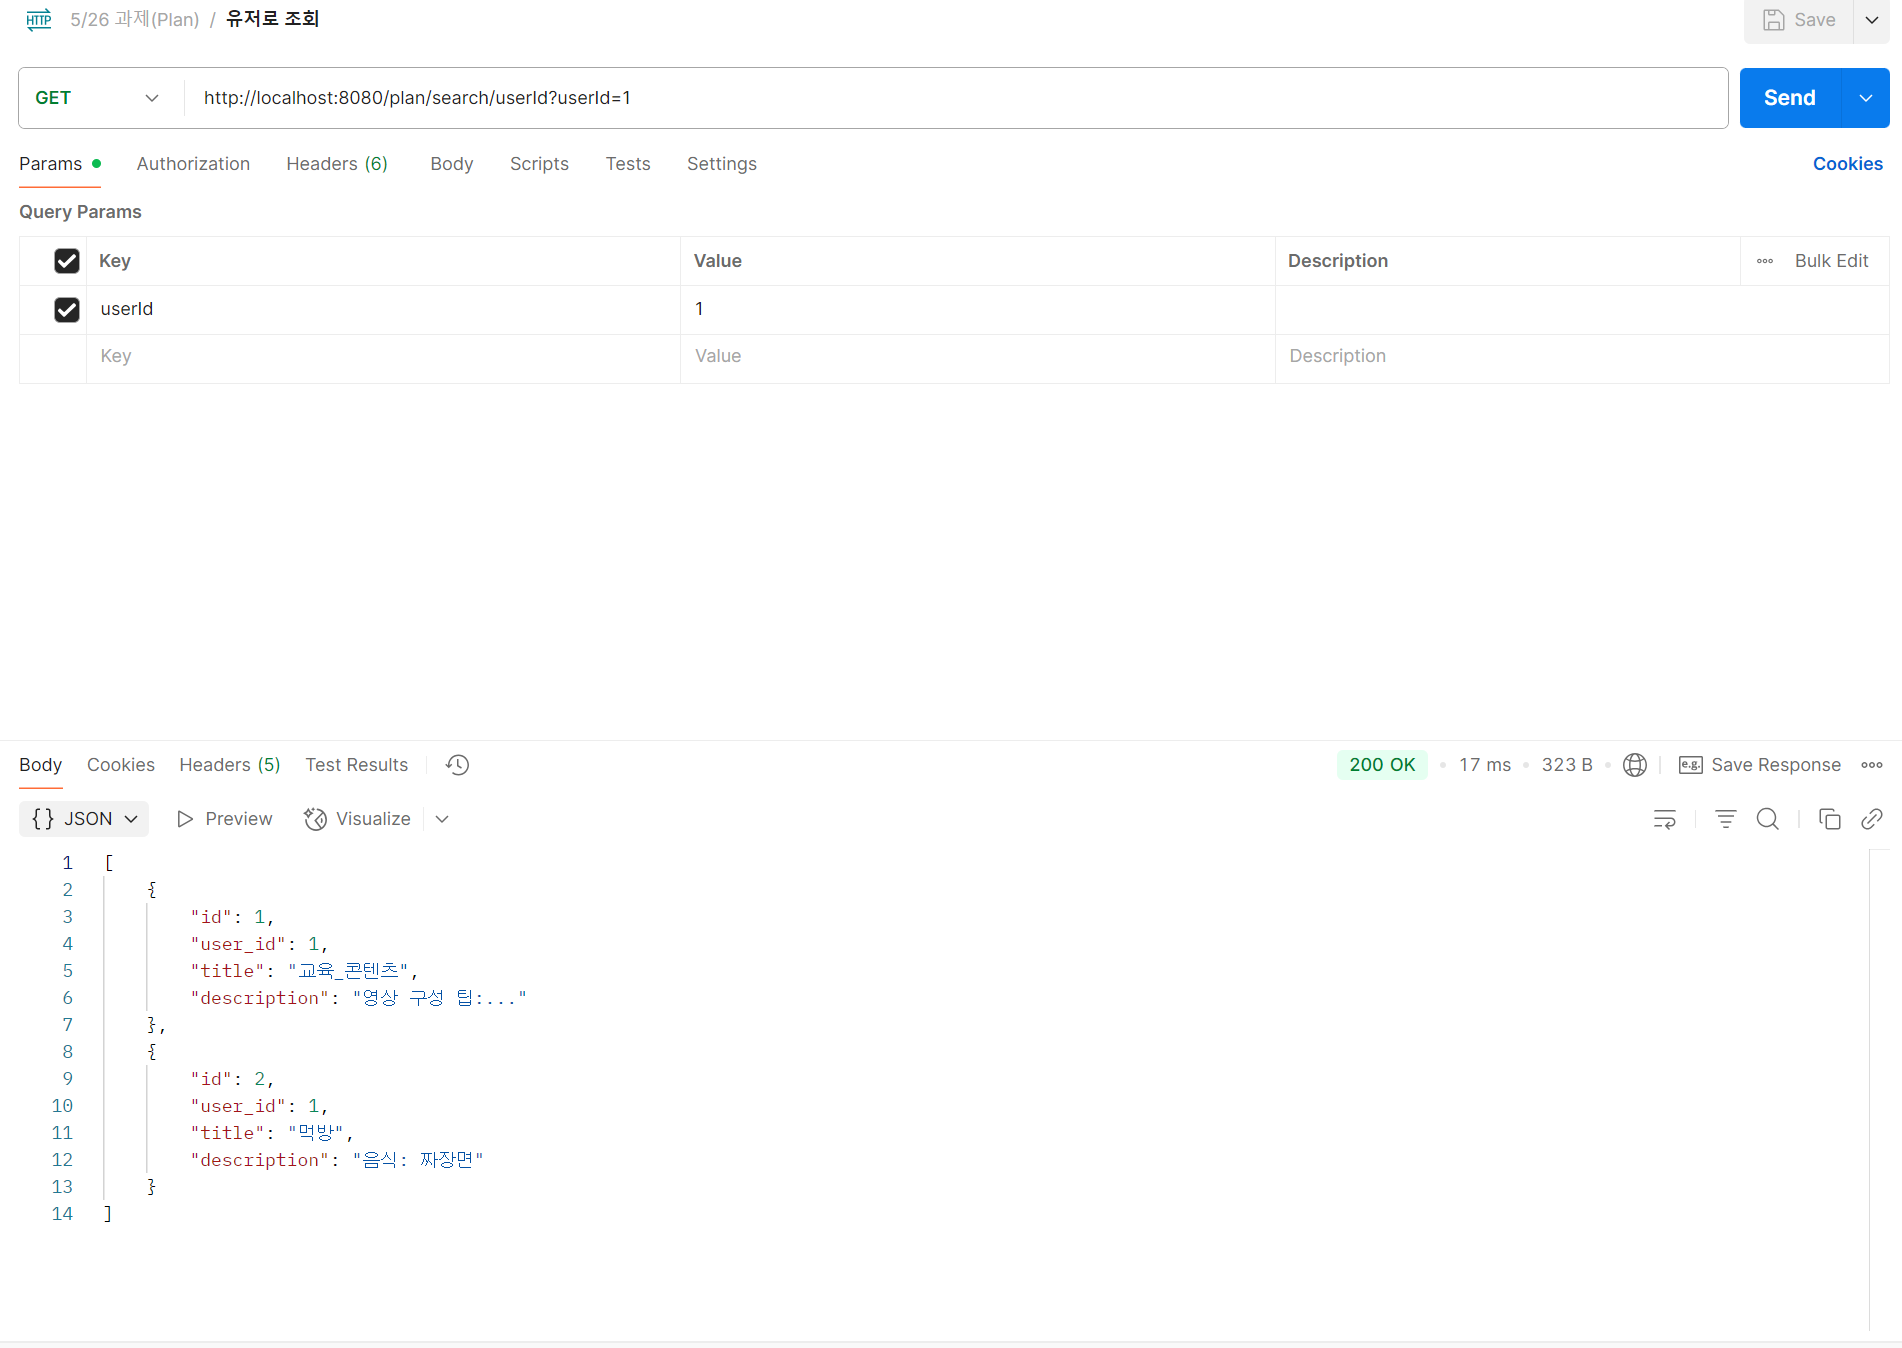 HTTP 5/26 과제(Plan) / 유저로 조회 Save
GET http://localhost:8080/plan/search/userId?userId=1 Send
Params Authorization Headers (6) Body Scripts Tests Settings Cookies
Query Params
Key Value Description Bulk Edit
userId 1
Key Value Description
Body Cookies Headers (5) Test Results 200 OK 17 ms 323 B e.g. Save Response
{} JSON Preview Visualize
1 [
2 {
3 "id": 1,
4 "user_id": 1,
5 "title": "교육_콘텐츠",
6 "description": "영상 구성 팁:..."
7 },
8 {
9 "id": 2,
10 "user_id": 1,
11 "title": "먹방",
12 "description": "음식: 짜장면"
13 }
14 ]